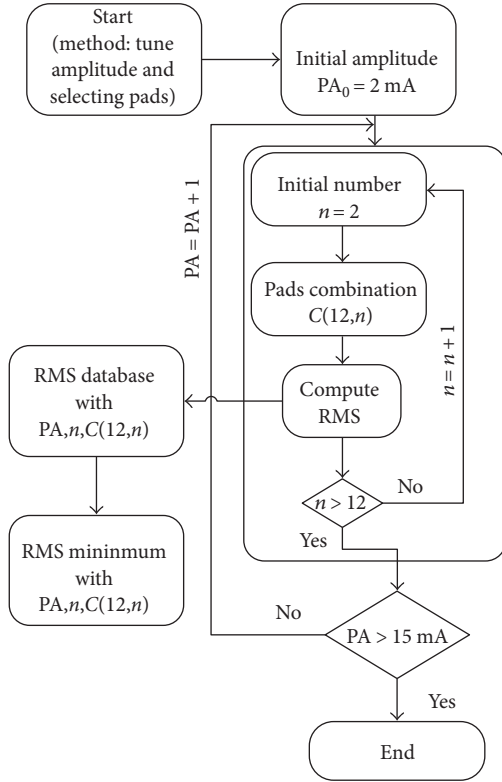 Start
(method: tune
amplitude and
selecting pads)
Initial amplitude
PA₀ = 2 mA
PA = PA + 1
Initial number
n = 2
Pads combination
C(12,n)
n = n + 1
Compute
RMS
RMS database
with
PA,n,C(12,n)
n > 12
No
Yes
RMS mininmum
with
PA,n,C(12,n)
No
PA > 15 mA
Yes
End